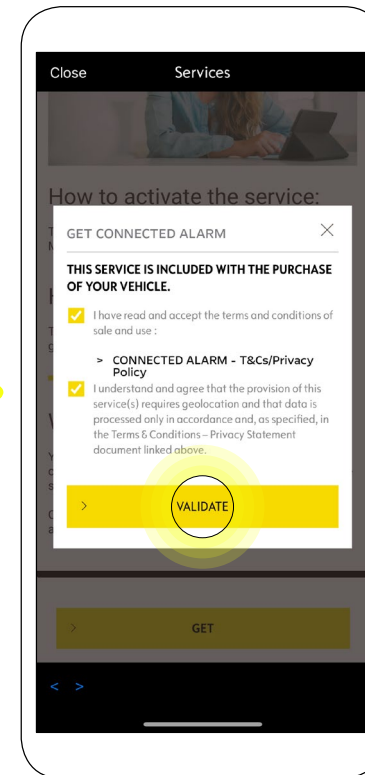 Close Services
How to activate the service:
GET CONNECTED ALARM
THIS SERVICE IS INCLUDED WITH THE PURCHASE
OF YOUR VEHICLE.
I have read and accept the terms and conditions of
sale and use :
> CONNECTED ALARM - T&Cs/Privacy
Policy
I understand and agree that the provision of this
service(s) requires geolocation and that data is
processed only in accordance and, as specified, in
the Terms & Conditions – Privacy Statement
document linked above.
> VALIDATE
> GET
< >